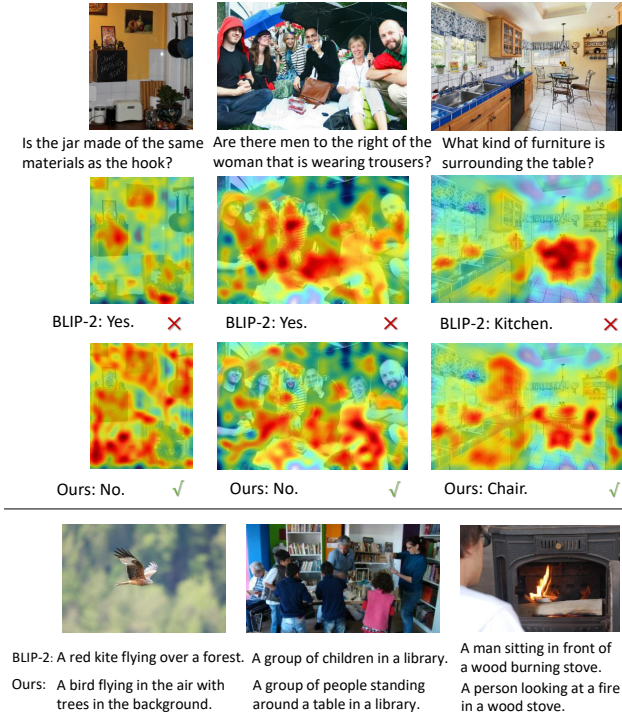 Is the jar made of the same
materials as the hook?
Are there men to the right of the
woman that is wearing trousers?
What kind of furniture is
surrounding the table?
BLIP-2: Yes. ×
BLIP-2: Yes. ×
BLIP-2: Kitchen. ×
Ours: No. √
Ours: No. √
Ours: Chair. √
BLIP-2: A red kite flying over a forest.
A group of children in a library.
A man sitting in front of
a wood burning stove.
Ours: A bird flying in the air with
trees in the background.
A group of people standing
around a table in a library.
A person looking at a fire
in a wood stove.